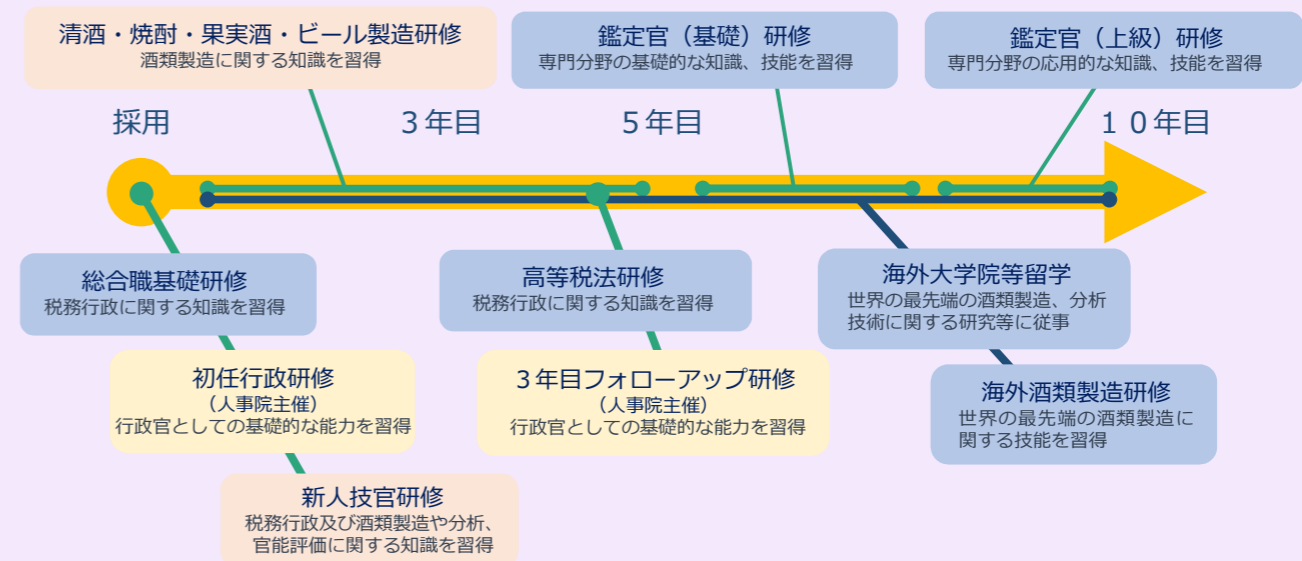 清酒・焼酎・果実酒・ビール製造研修
酒類製造に関する知識を習得
鑑定官（基礎）研修
専門分野の基礎的な知識、技能を習得
鑑定官（上級）研修
専門分野の応用的な知識、技能を習得
採用
３年目
５年目
１０年目
総合職基礎研修
税務行政に関する知識を習得
高等税法研修
税務行政に関する知識を習得
海外大学院等留学
世界の最先端の酒類製造、分析
技術に関する研究等に従事
初任行政研修
（人事院主催）
行政官としての基礎的な能力を習得
３年目フォローアップ研修
（人事院主催）
行政官としての基礎的な能力を習得
海外酒類製造研修
世界の最先端の酒類製造に
関する技能を習得
新人技官研修
税務行政及び酒類製造や分析、
官能評価に関する知識を習得